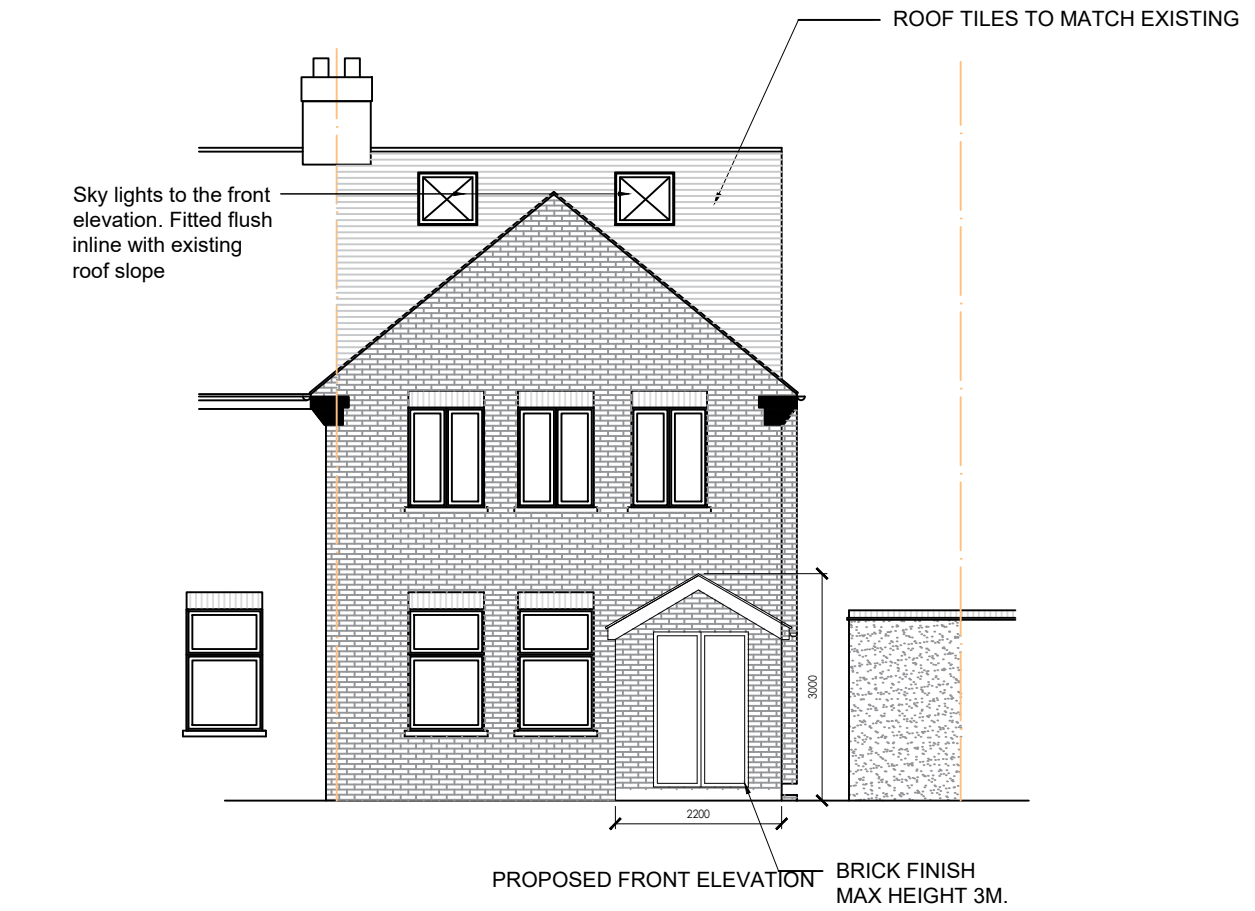 ROOF TILES TO MATCH EXISTING
Sky lights to the front
elevation. Fitted flush
inline with existing
roof slope
3000
2200
PROPOSED FRONT ELEVATION
BRICK FINISH
MAX HEIGHT 3M.